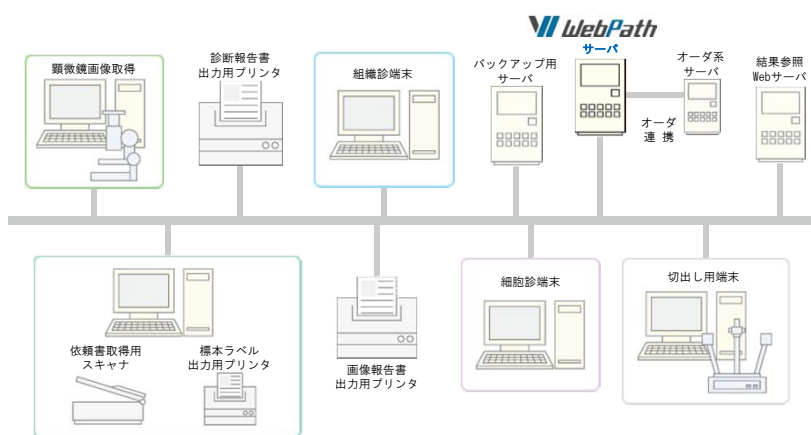 WebPath
サーバ
顕微鏡画像取得
診断報告書
出力用プリンタ
組織診端末
バックアップ用
サーバ
オーダ系
サーバ
結果参照
Webサーバ
オーダ
連携
依頼書取得用
スキャナ
標本ラベル
出力用プリンタ
画像報告書
出力用プリンタ
細胞診端末
切出し用端末